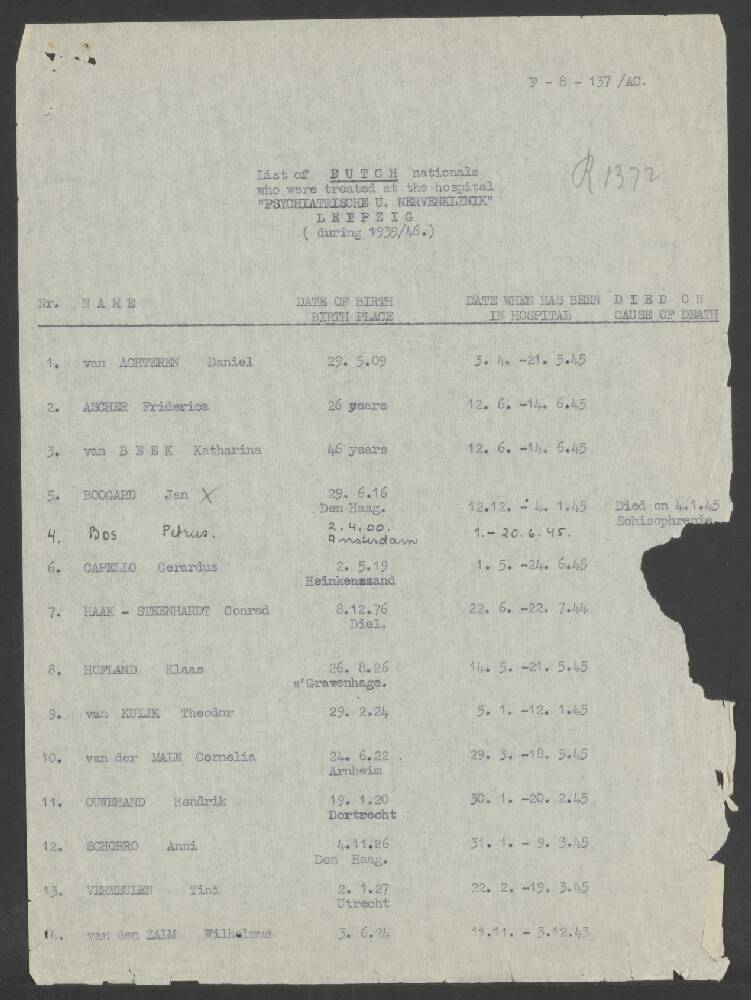 F - 8 - 137 /AC.
R 1372
List of DUTCH nationals
who were treated at the hospital
"PSYCHIATRISCHE U. NERVENKLINIK"
LEIPZIG
( during 1939/46.)
Nr. NAME DATE OF BIRTH DATE WHEN HAS BEEN DIED ON
BIRTH PLACE IN HOSPITAL CAUSE OF DEATH
1. van ACHTEREN Daniel 29. 5.09 3. 4. -21. 5.45
2. ASCHER Friderica 26 years 12. 6. -14. 6.45
3. van BEEK Katharina 46 years 12. 6. -14. 6.45
5. BOOGARD Jan X 29. 6.16 12.12. - 4. 1.45 Died on 4.1.45
Den Haag. Schizophrenia.
4. Bos Petrus. 2. 4. 00. 1. - 20. 6. 45.
Amsterdam
6. CAPELLO Gerardus 2. 5.19 1. 5. -24. 6.45
Heinkenszand
7. HAAK - STEENHARDT Conrad 8.12.76 22. 6. -22. 7.44
Diel.
8. HOFLAND Klaas 26. 8.26 14. 5. -21. 5.45
s'Gravenhage.
9. van KUIJK Theodor 29. 2.24 5. 1. -12. 1.45
10. van der MALE Cornelia 24. 6.22 29. 3. -18. 5.45
Arnheim
11. OUWEHAND Hendrik 19. 1.20 30. 1. -20. 2.45
Dortrecht
12. SCHORRO Anni 4.11.26 31. 1. - 9. 3.45
Den Haag.
13. VERMEULEN Tini 2. 1.27 22. 2. -19. 3.45
Utrecht
14. van den ZALM Wilhelmus 3. 6.24 11.11. - 3.12.43